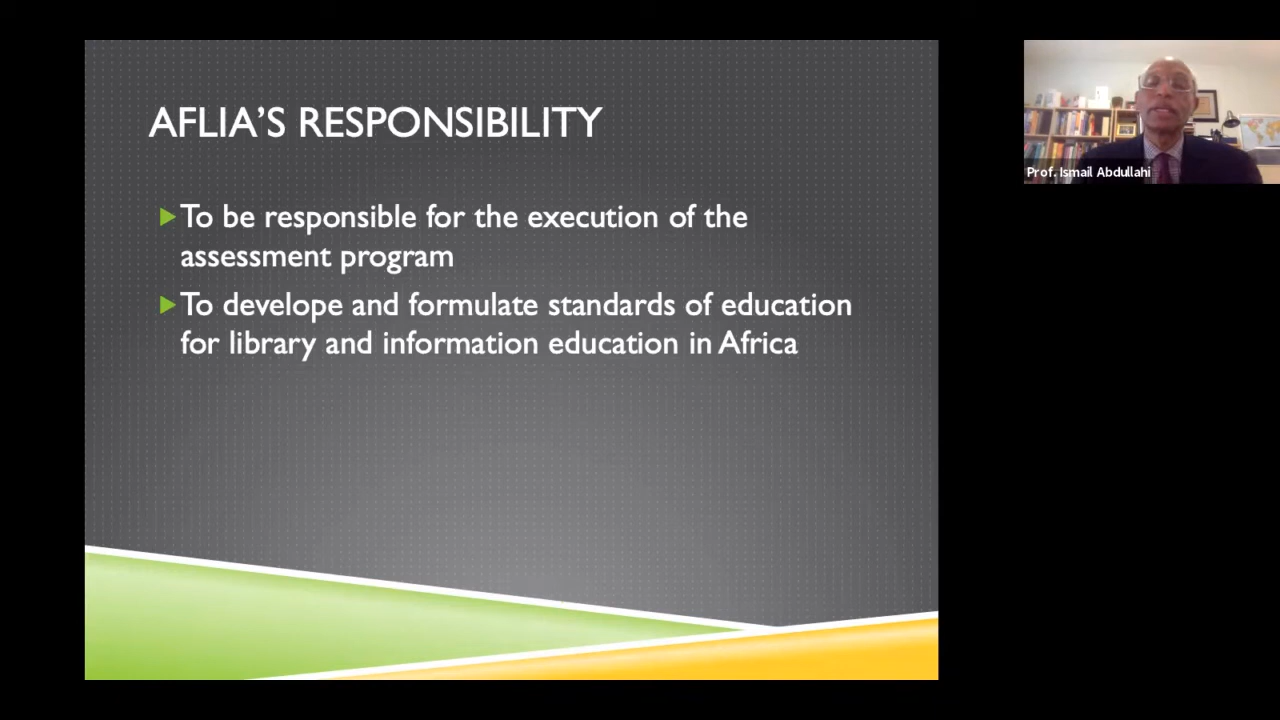 AFLIA'S RESPONSIBILITY
To be responsible for the execution of the
assessment program
To develope and formulate standards of education
for library and information education in Africa
Prof. Ismail Abdullahi